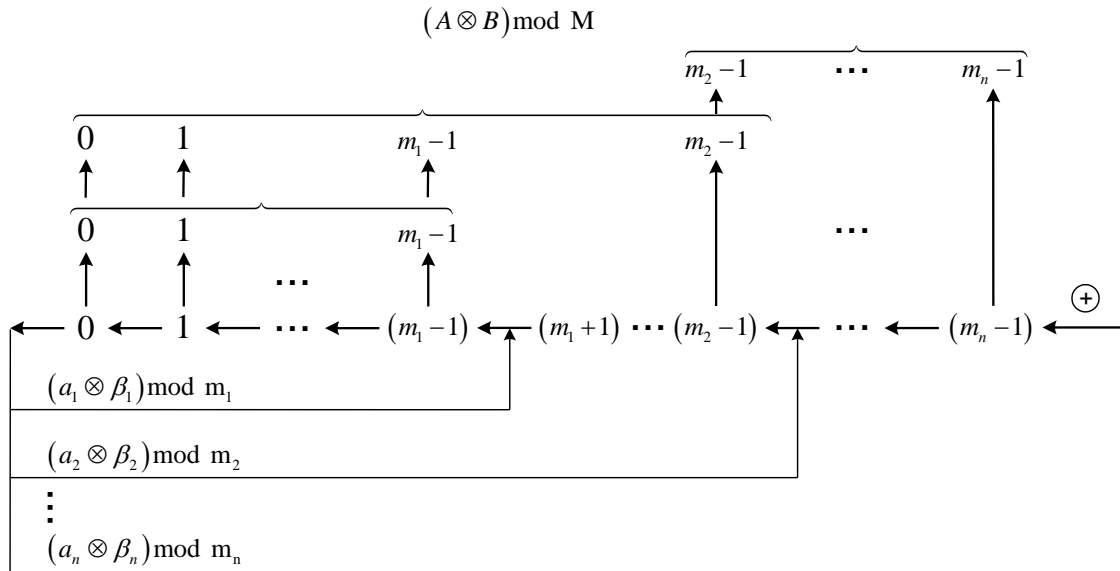 (A ⊗ B) mod M
m₂ − 1 ... mₙ − 1
0 1 m₁ − 1 m₂ − 1
0 1 m₁ − 1 ...
...
0 1 ... (m₁ − 1) (m₁ + 1) ... (m₂ − 1) ... (mₙ − 1) +
(a₁ ⊗ β₁) mod m₁
(a₂ ⊗ β₂) mod m₂
⋮
(aₙ ⊗ βₙ) mod mₙ